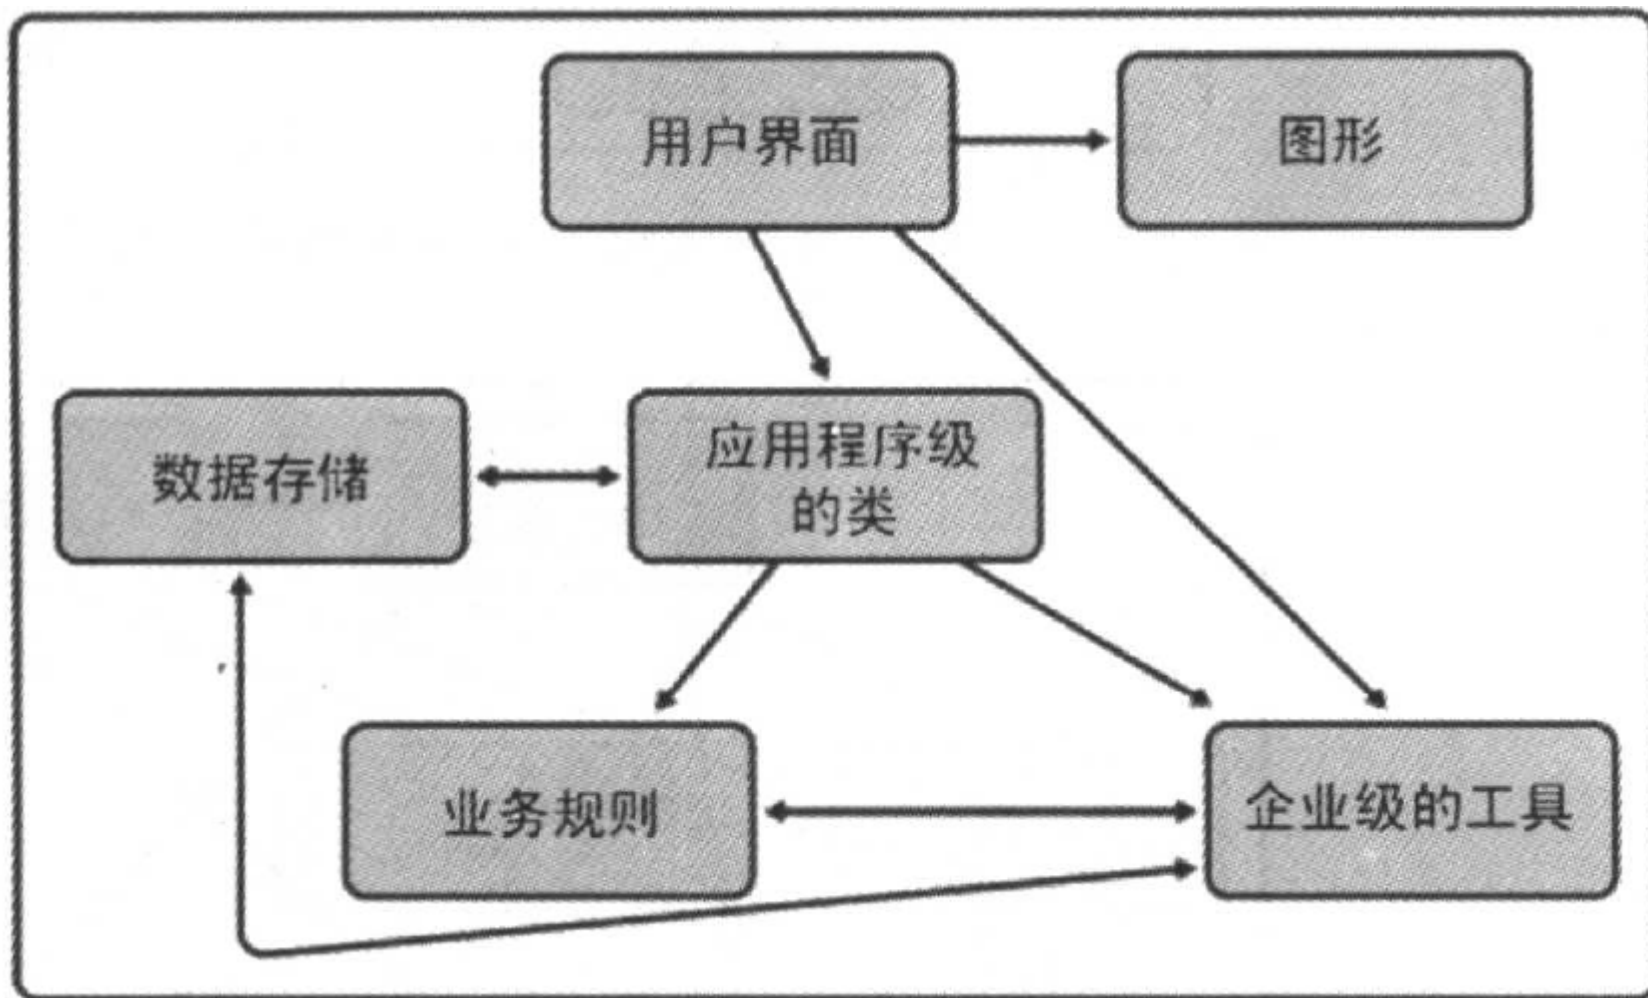 用户界面
图形
数据存储
应用程序级
的类
业务规则
企业级的工具